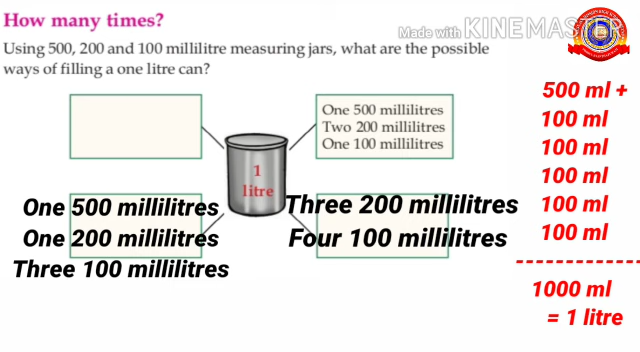 How many times?
Made with KINEMASTER
Using 500, 200 and 100 millilitre measuring jars, what are the possible
ways of filling a one litre can?
One 500 millilitres
Two 200 millilitres
One 100 millilitres
1
litre
One 500 millilitres
One 200 millilitres
Three 100 millilitres
Three 200 millilitres
Four 100 millilitres
500 ml +
100 ml
100 ml
100 ml
100 ml
100 ml
1000 ml
= 1 litre